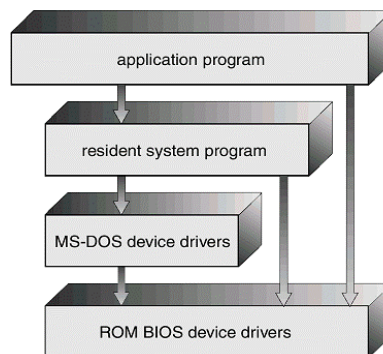 application program
resident system program
MS-DOS device drivers
ROM BIOS device drivers